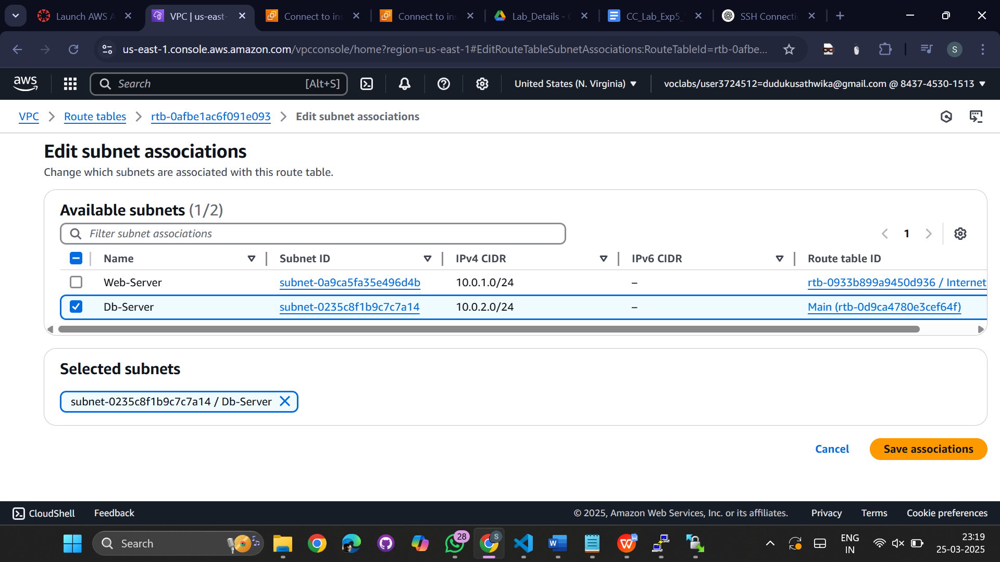 Launch AWS A
VPC | us-east-
Connect to ins
Connect to ins
Lab_Details -
CC_Lab_Exp5_
SSH Connecti
us-east-1.console.aws.amazon.com/vpcconsole/home?region=us-east-1#EditRouteTableSubnetAssociations:RouteTableId=rtb-0afbe...
S
aws
Search
[Alt+S]
United States (N. Virginia)
voclabs/user3724512=dudukusathwika@gmail.com @ 8437-4530-1513
VPC
Route tables
rtb-0afbe1ac6f091e093
Edit subnet associations
Edit subnet associations
Change which subnets are associated with this route table.
Available subnets (1/2)
Filter subnet associations
1
Name Subnet ID IPv4 CIDR IPv6 CIDR Route table ID
Web-Server subnet-0a9ca5fa35e496d4b 10.0.1.0/24 – rtb-0933b899a9450d936 / Internet
Db-Server subnet-0235c8f1b9c7c7a14 10.0.2.0/24 – Main (rtb-0d9ca4780e3cef64f)
Selected subnets
subnet-0235c8f1b9c7c7a14 / Db-Server
Cancel
Save associations
CloudShell
Feedback
© 2025, Amazon Web Services, Inc. or its affiliates.
Privacy
Terms
Cookie preferences
Search
28
S
W
W
ENG
IN
23:19
25-03-2025